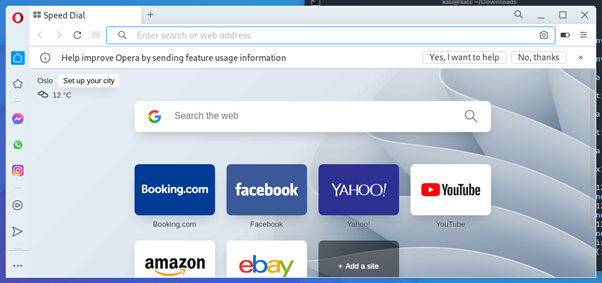 kali@kali: ~/Downloads
Speed Dial
Enter search or web address
Help improve Opera by sending feature usage information
Yes, I want to help
No, thanks
Oslo
Set up your city
12 °C
Search the web
Booking.com
facebook
YAHOO!
YouTube
Booking.com
Facebook
Yahoo!
YouTube
amazon
ebay
+ Add a site